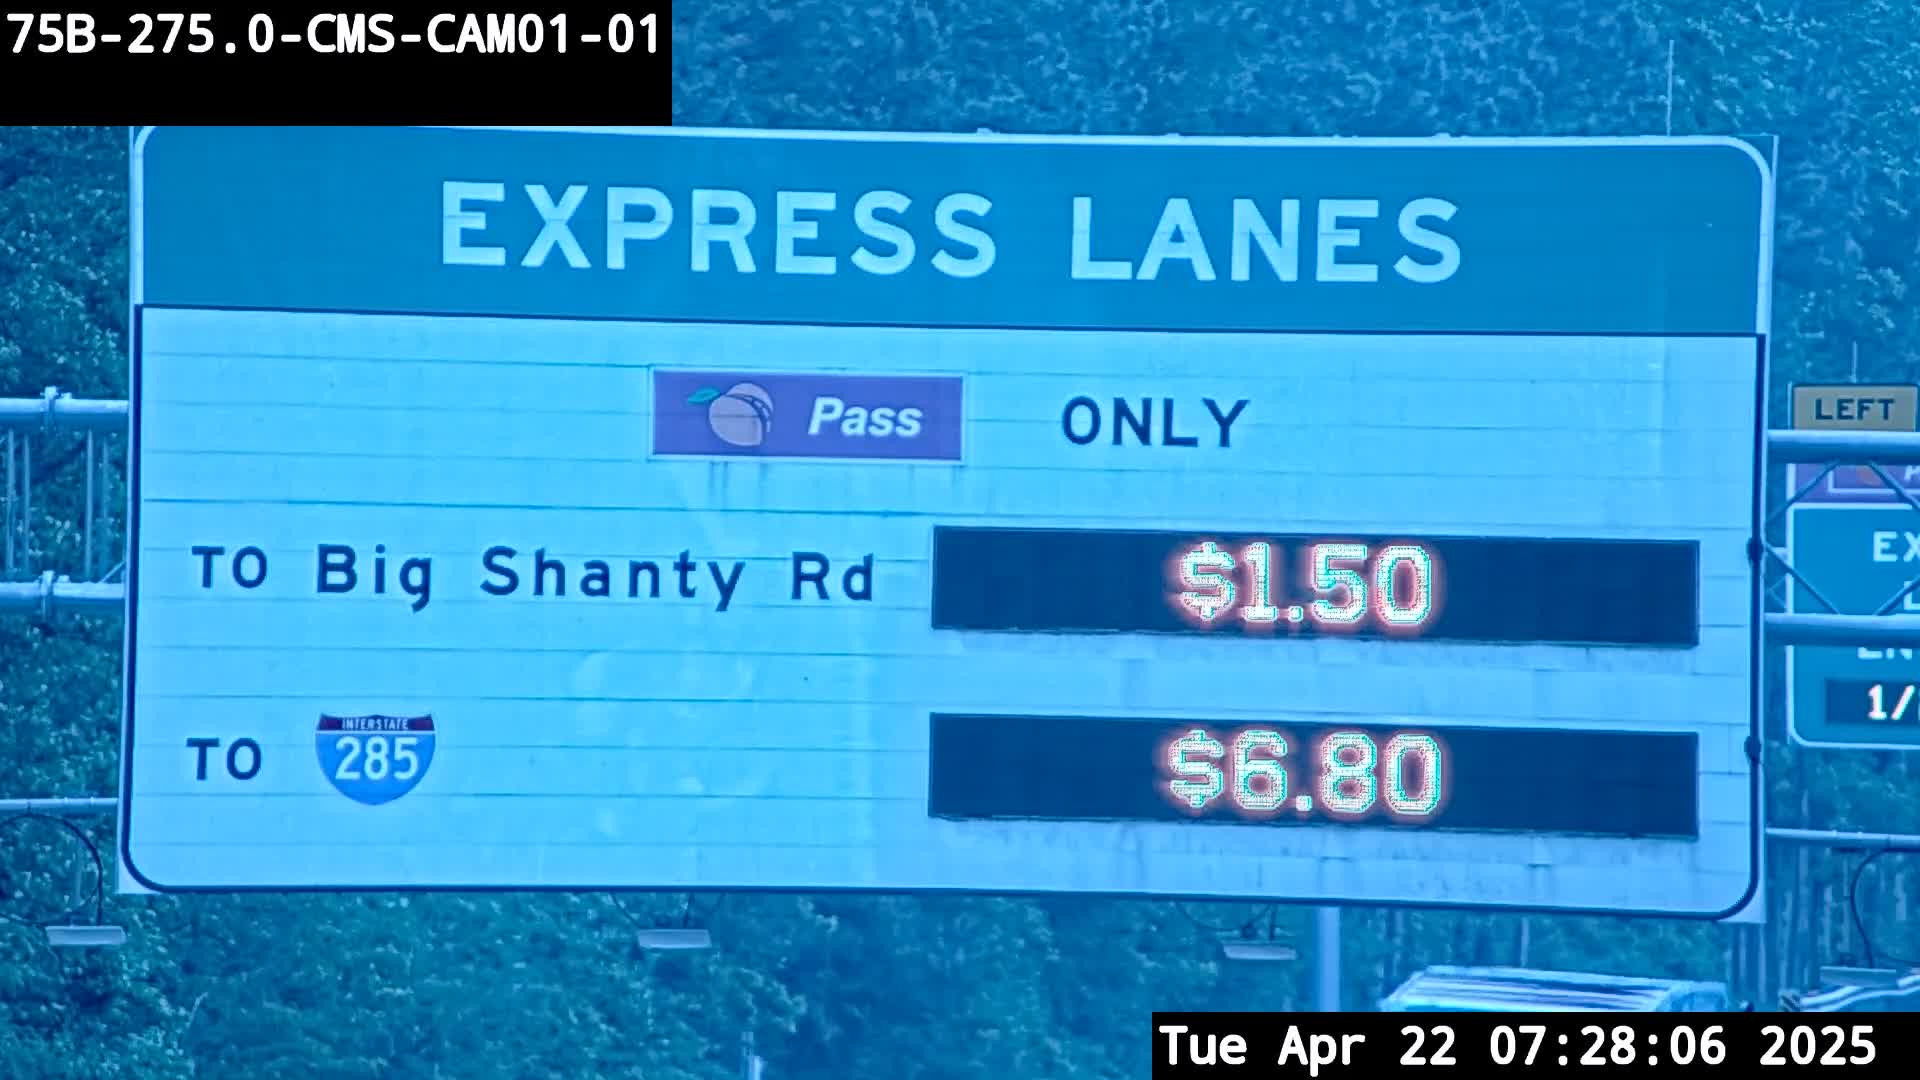 75B-275.0-CMS-CAM01-01
EXPRESS LANES
Pass ONLY
TO Big Shanty Rd $1.50
TO INTERSTATE 285 $6.80
LEFT
Tue Apr 22 07:28:06 2025